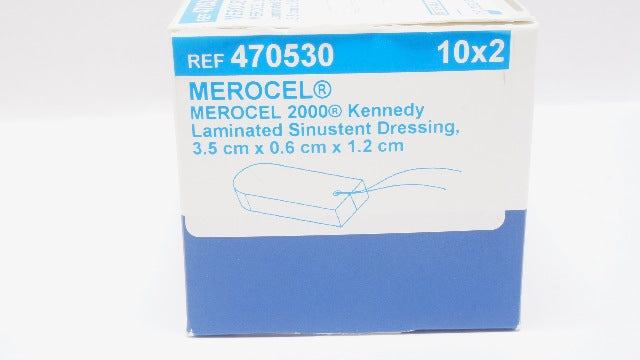 REF 470530 10x2
MEROCEL®
MEROCEL 2000® Kennedy
Laminated Sinustent Dressing,
3.5 cm x 0.6 cm x 1.2 cm